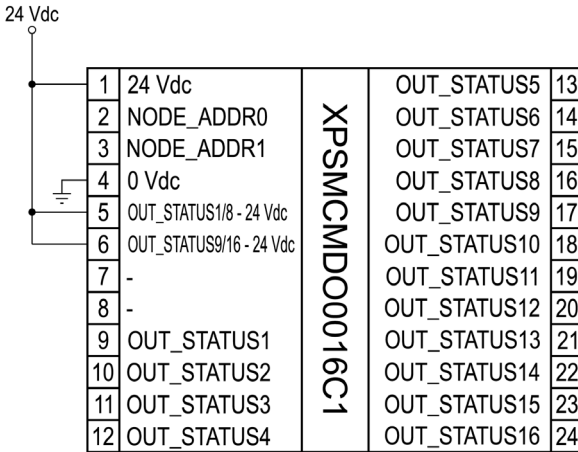 24 Vdc
1 24 Vdc
2 NODE_ADDR0
3 NODE_ADDR1
4 0 Vdc
5 OUT_STATUS1/8 - 24 Vdc
6 OUT_STATUS9/16 - 24 Vdc
7 -
8 -
9 OUT_STATUS1
10 OUT_STATUS2
11 OUT_STATUS3
12 OUT_STATUS4
XPSMCMDO0016C1
OUT_STATUS5 13
OUT_STATUS6 14
OUT_STATUS7 15
OUT_STATUS8 16
OUT_STATUS9 17
OUT_STATUS10 18
OUT_STATUS11 19
OUT_STATUS12 20
OUT_STATUS13 21
OUT_STATUS14 22
OUT_STATUS15 23
OUT_STATUS16 24